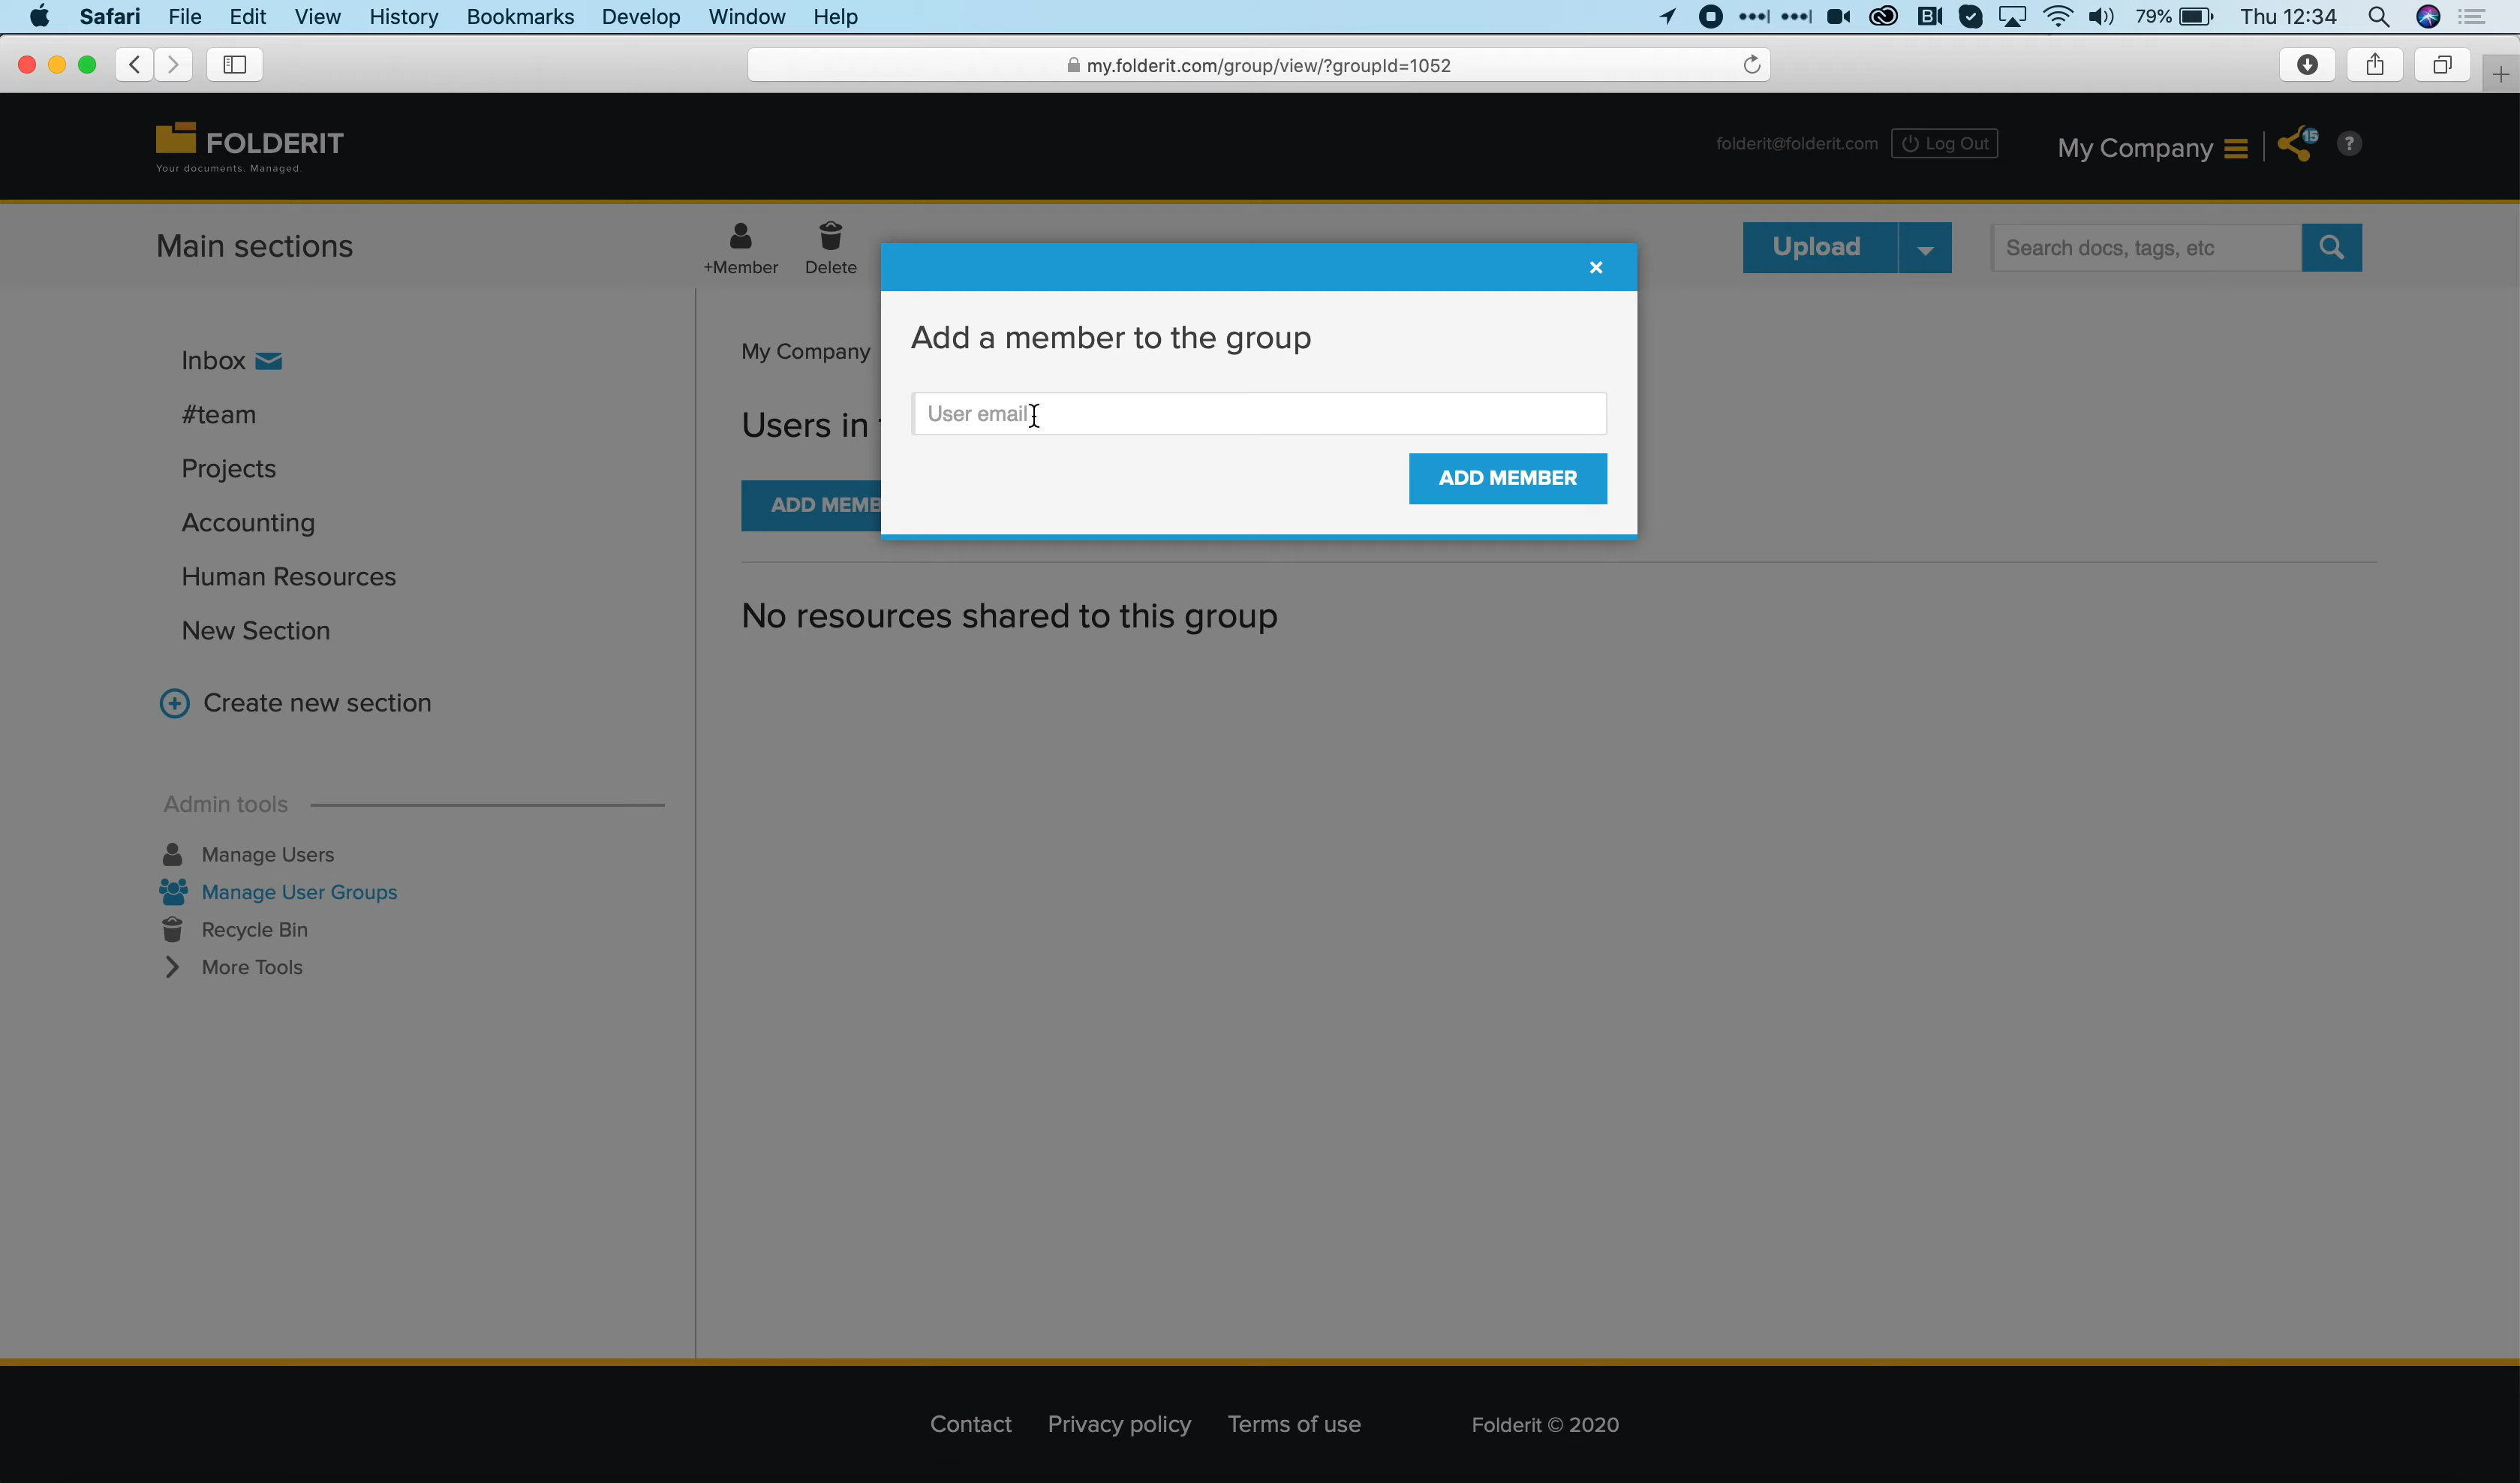 Safari File Edit View History Bookmarks Develop Window Help 79% Thu 12:34
my.folderit.com/group/view/?groupId=1052
FOLDERIT
Your documents. Managed.
folderit@folderit.com Log Out My Company 15 ?
Main sections
+Member Delete
Upload
Search docs, tags, etc
×
Add a member to the group
User email
ADD MEMBER
Inbox
#team
Projects
Accounting
Human Resources
New Section
Create new section
Admin tools
Manage Users
Manage User Groups
Recycle Bin
More Tools
My Company
Users in
ADD MEMB
No resources shared to this group
Contact Privacy policy Terms of use Folderit © 2020